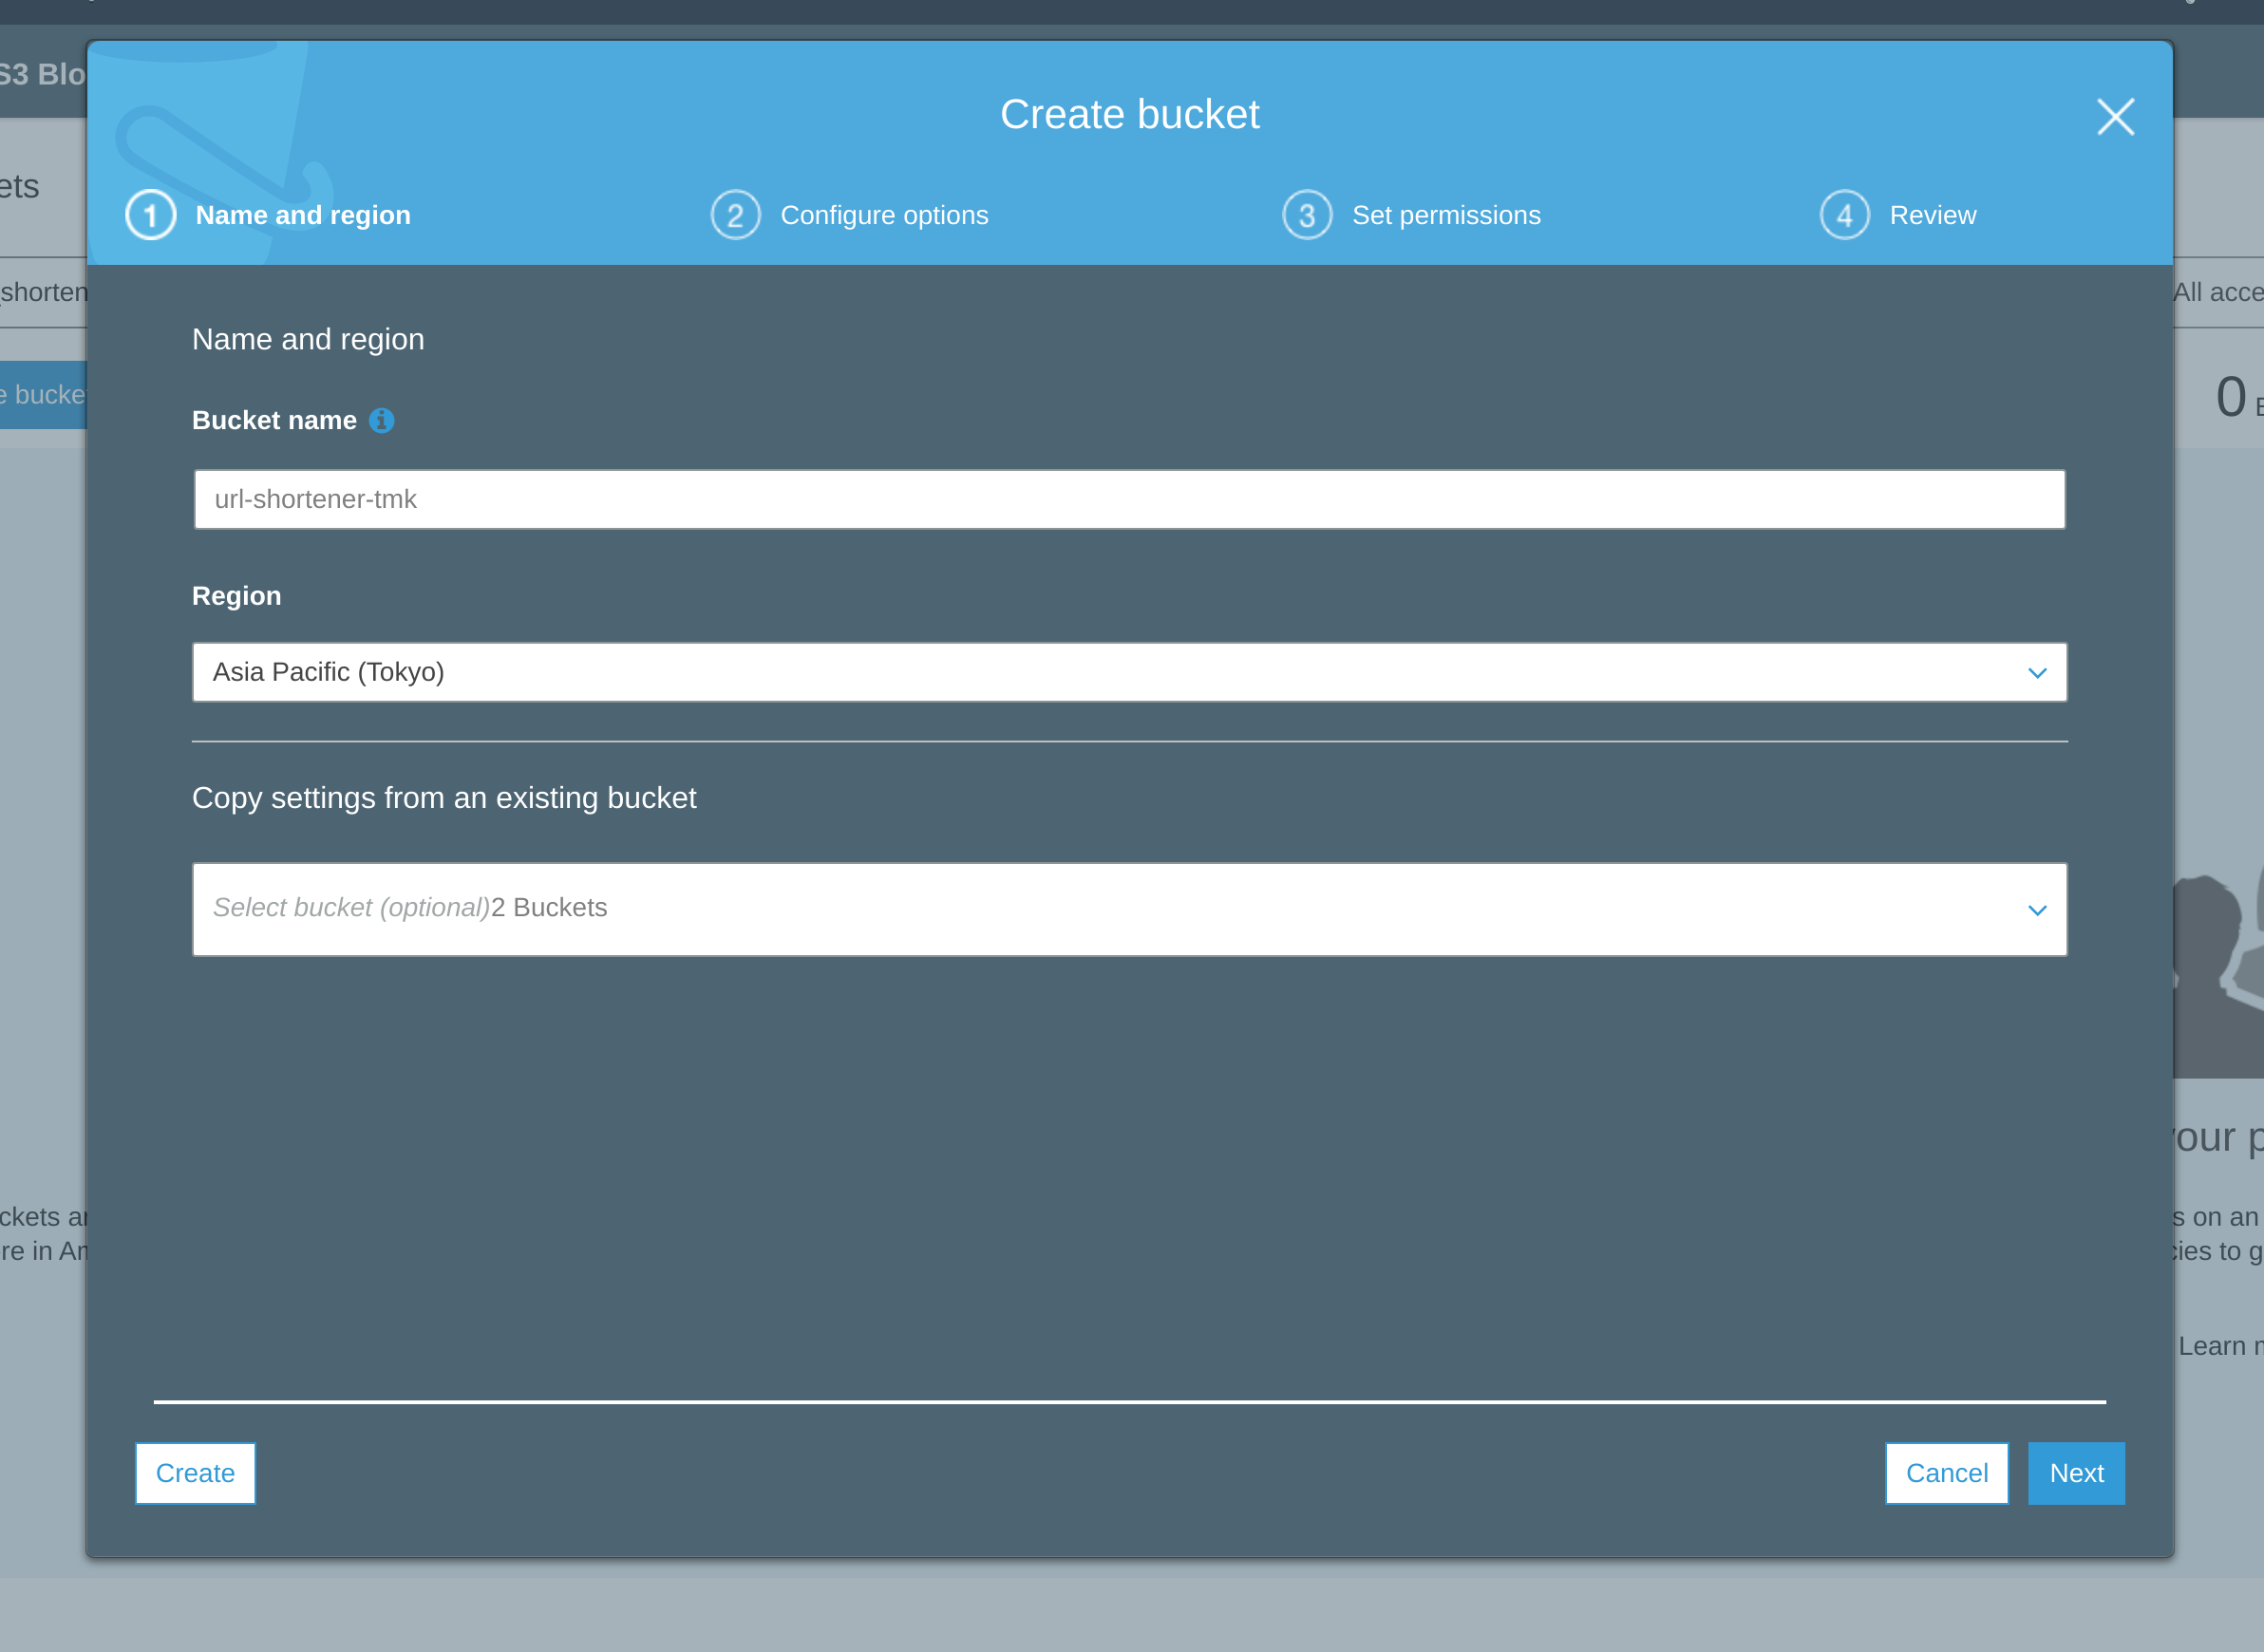 S3 Blo
Create bucket
1 Name and region
2 Configure options
3 Set permissions
4 Review
ets
shorten
All acce
Name and region
e bucke
0
Bucket name
url-shortener-tmk
Region
Asia Pacific (Tokyo)
Copy settings from an existing bucket
Select bucket (optional)2 Buckets
our p
ckets a
s on an
re in Am
cies to g
Learn
Create
Cancel
Next